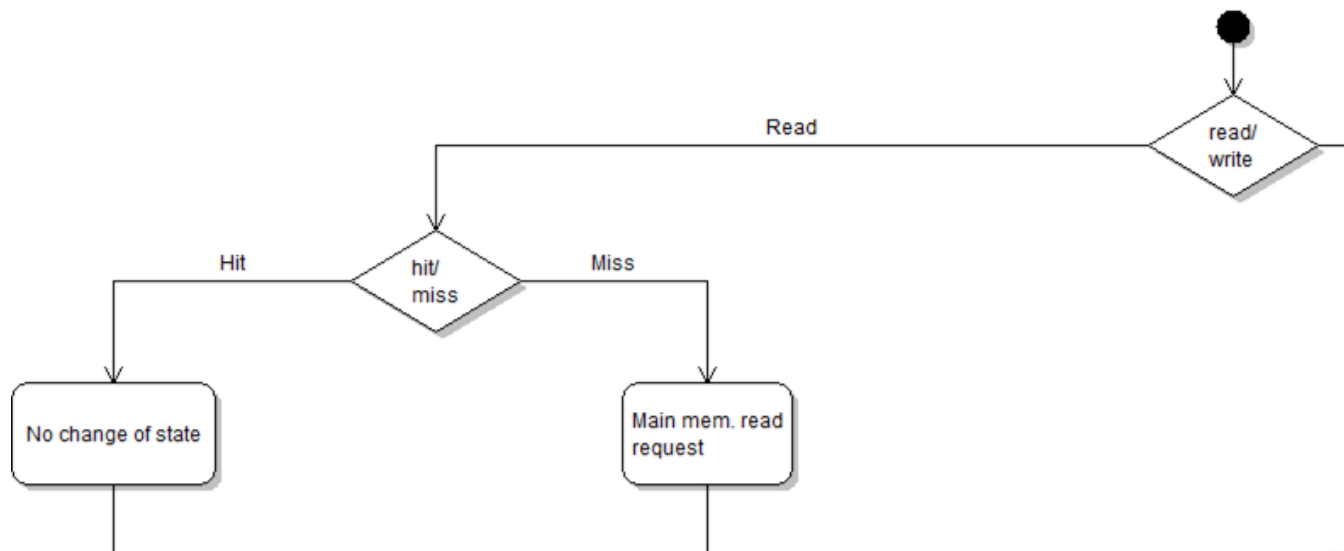 read/
write
Read
hit/
miss
Hit
Miss
No change of state
Main mem. read
request